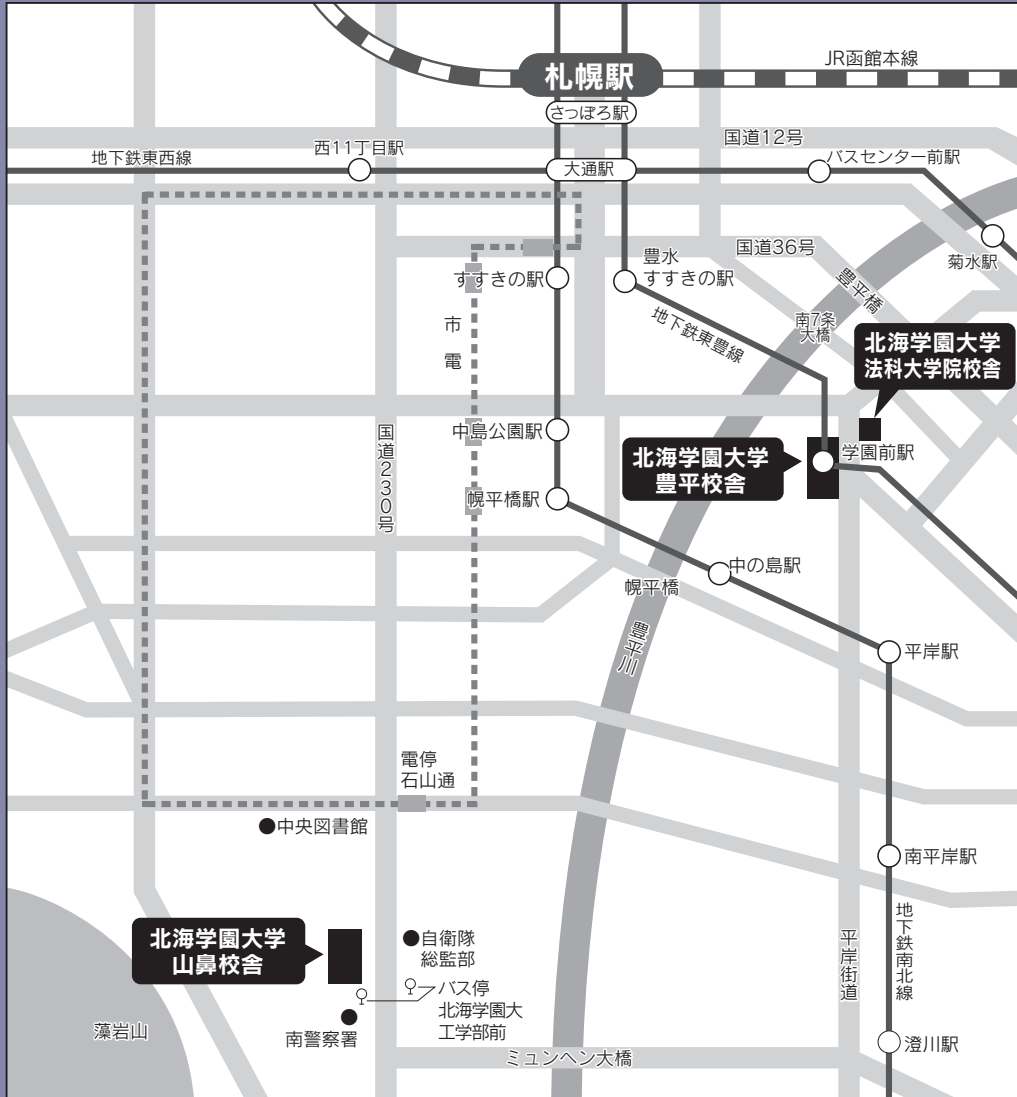 札幌駅
JR函館本線
さっぽろ駅
国道12号
地下鉄東西線
西11丁目駅
大通駅
バスセンター前駅
国道36号
菊水駅
すすきの駅
豊水
すすきの駅
豊平橋
南7条
大橋
地下鉄東豊線
市
電
北海学園大学
法科大学院校舎
国道230号
中島公園駅
北海学園大学
豊平校舎
学園前駅
幌平橋駅
中の島駅
幌平橋
豊平川
平岸駅
電停
石山通
●中央図書館
南平岸駅
北海学園大学
山鼻校舎
●自衛隊
総監部
バス停
北海学園大
工学部前
平岸街道
地下鉄南北線
藻岩山
南警察署
ミュンヘン大橋
澄川駅